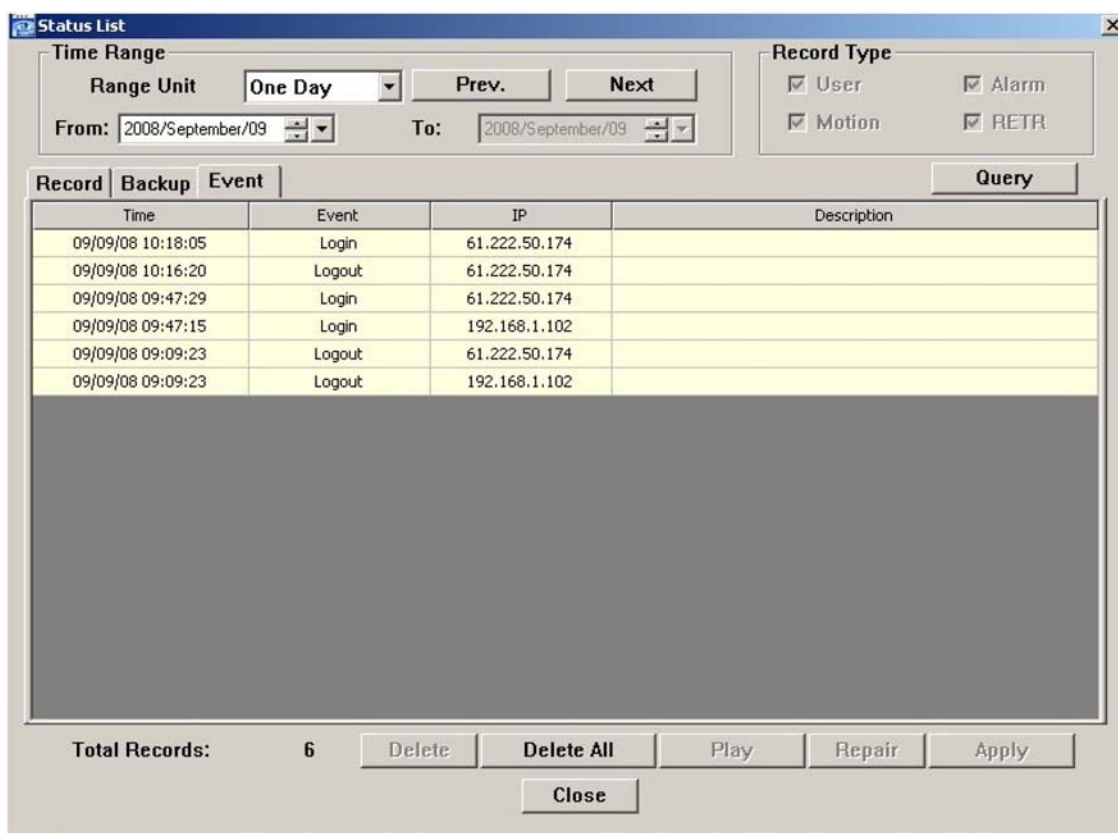 Status List
Time Range
Record Type
Range Unit One Day Prev. Next
User Alarm
From: 2008/September/09 To: 2008/September/09
Motion RETR
Record Backup Event
Query
Time Event IP Description
09/09/08 10:18:05 Login 61.222.50.174
09/09/08 10:16:20 Logout 61.222.50.174
09/09/08 09:47:29 Login 61.222.50.174
09/09/08 09:47:15 Login 192.168.1.102
09/09/08 09:09:23 Logout 61.222.50.174
09/09/08 09:09:23 Logout 192.168.1.102
Total Records: 6 Delete Delete All Play Repair Apply
Close